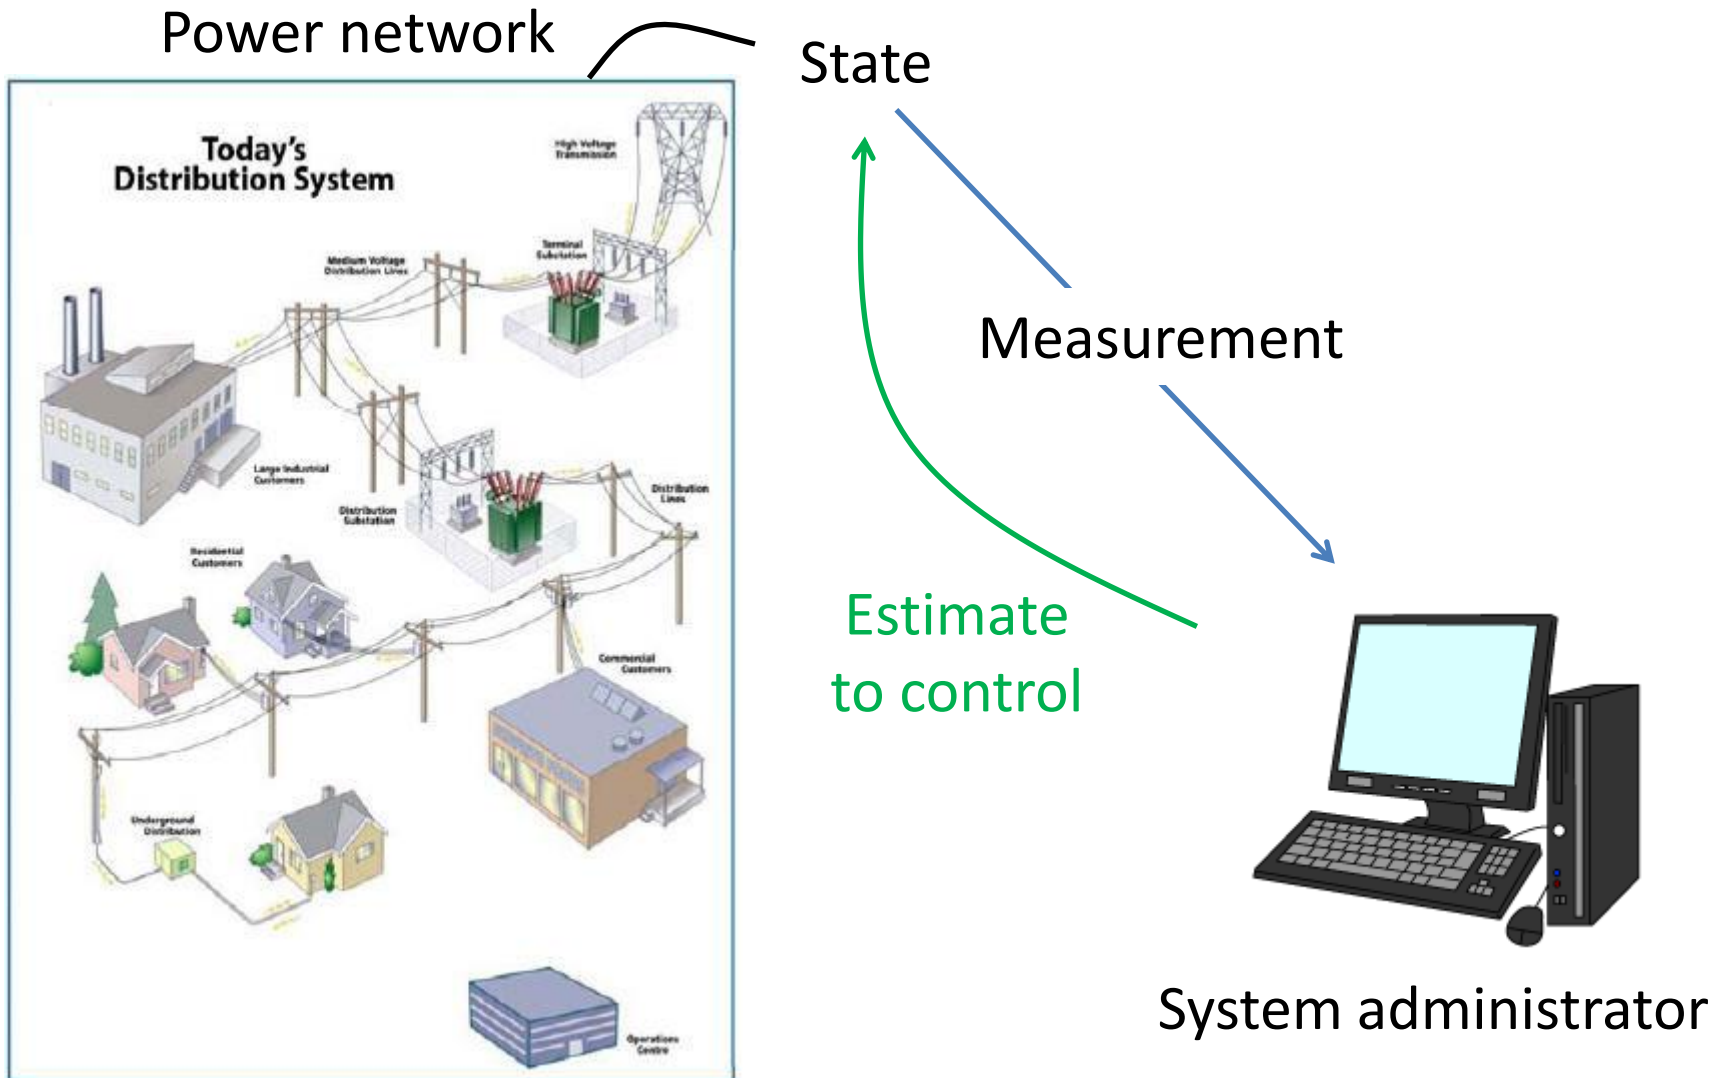 Power network
State
Today's
Distribution System
High Voltage
Transmission
Terminal
Substation
Medium Voltage
Distribution Lines
Measurement
Large Industrial
Customers
Distribution
Lines
Distribution
Substation
Residential
Customers
Estimate
to control
Commercial
Customers
Underground
Distribution
System administrator
Operations
Centre